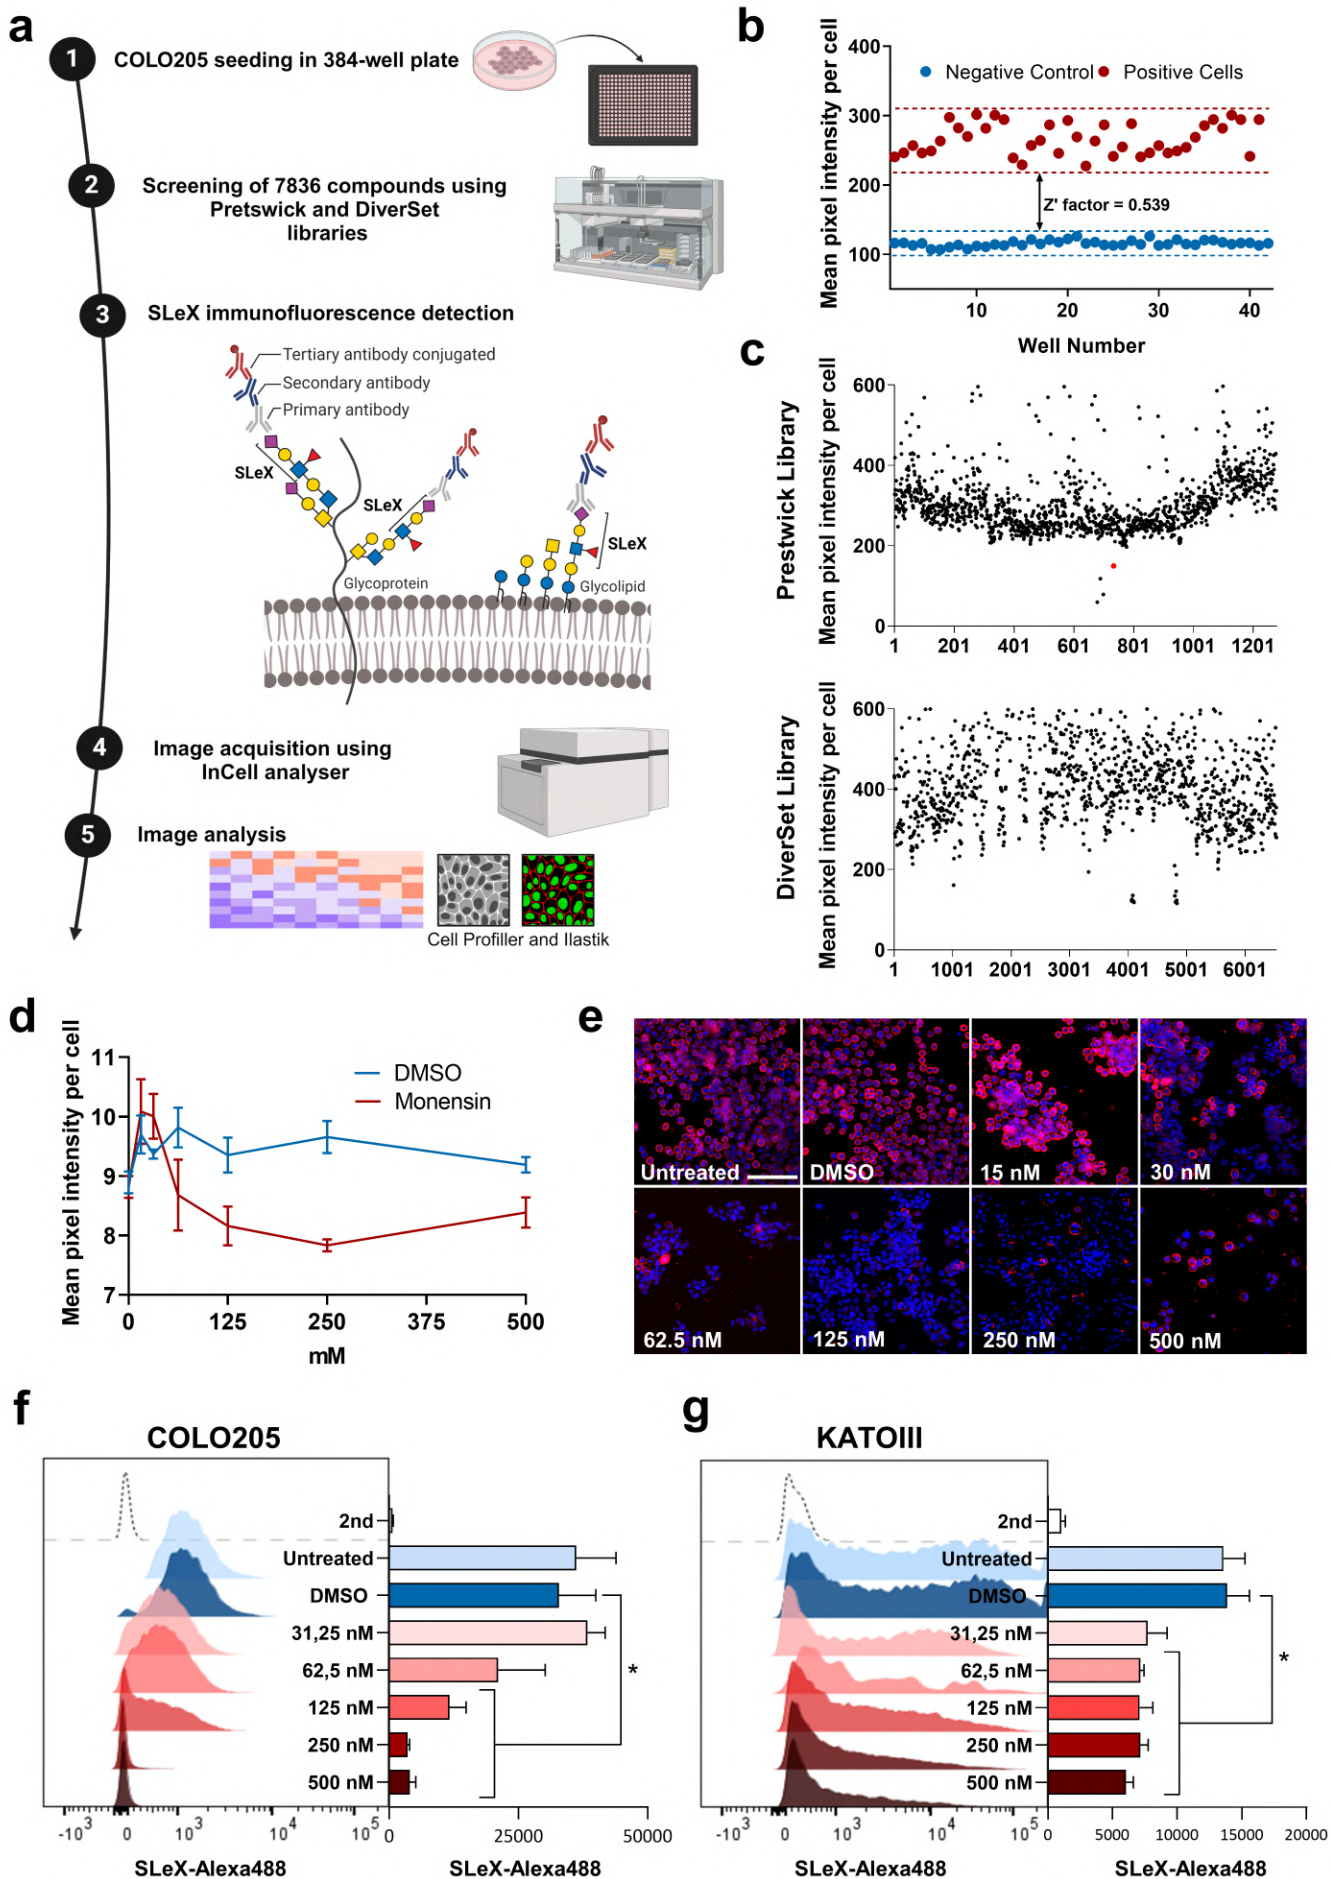 a
1
COLO205 seeding in 384-well plate
2
Screening of 7836 compounds using
Pretswick and DiverSet
libraries
3
SLeX immunofluorescence detection
Tertiary antibody conjugated
Secondary antibody
Primary antibody
SLeX
SLeX
SLeX
Glycoprotein
Glycolipid
4
Image acquisition using
InCell analyser
5
Image analysis
Cell Profiller and Ilastik
b
Mean pixel intensity per cell
400
300
200
100
Negative Control
Positive Cells
Z' factor = 0.539
10
20
30
40
Well Number
c
Prestwick Library
Mean pixel intensity per cell
600
400
200
0
1
201
401
601
801
1001
1201
DiverSet Library
Mean pixel intensity per cell
600
400
200
0
1
1001
2001
3001
4001
5001
6001
d
Mean pixel intensity per cell
11
10
9
8
7
DMSO
Monensin
0
125
250
375
500
mM
e
Untreated
DMSO
15 nM
30 nM
62.5 nM
125 nM
250 nM
500 nM
f
COLO205
2nd
Untreated
DMSO
31,25 nM
62,5 nM
125 nM
250 nM
500 nM
*
-10³
0
10³
10⁴
10⁵
0
25000
50000
SLeX-Alexa488
SLeX-Alexa488
g
KATOIII
2nd
Untreated
DMSO
31,25 nM
62,5 nM
125 nM
250 nM
500 nM
*
-10³
0
10³
10⁴
10⁵
0
5000
10000
15000
20000
SLeX-Alexa488
SLeX-Alexa488